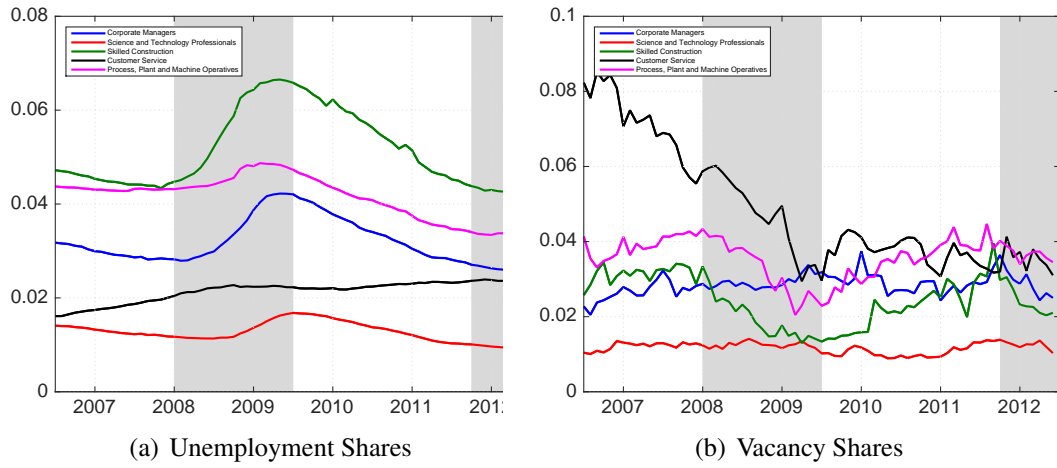 0.08
0.06
0.04
0.02
0
2007
2008
2009
2010
2011
2012
Corporate Managers
Science and Technology Professionals
Skilled Construction
Customer Service
Process, Plant and Machine Operatives
(a) Unemployment Shares
0.1
0.08
0.06
0.04
0.02
0
2007
2008
2009
2010
2011
2012
Corporate Managers
Science and Technology Professionals
Skilled Construction
Customer Service
Process, Plant and Machine Operatives
(b) Vacancy Shares